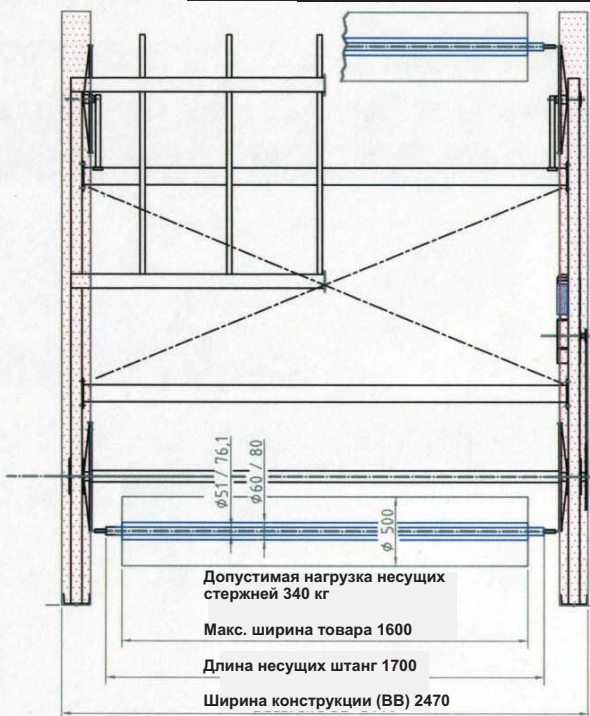 ø51 / 76,1
ø60 / 80
ø 500
Допустимая нагрузка несущих
стержней 340 кг
Макс. ширина товара 1600
Длина несущих штанг 1700
Ширина конструкции (BB) 2470